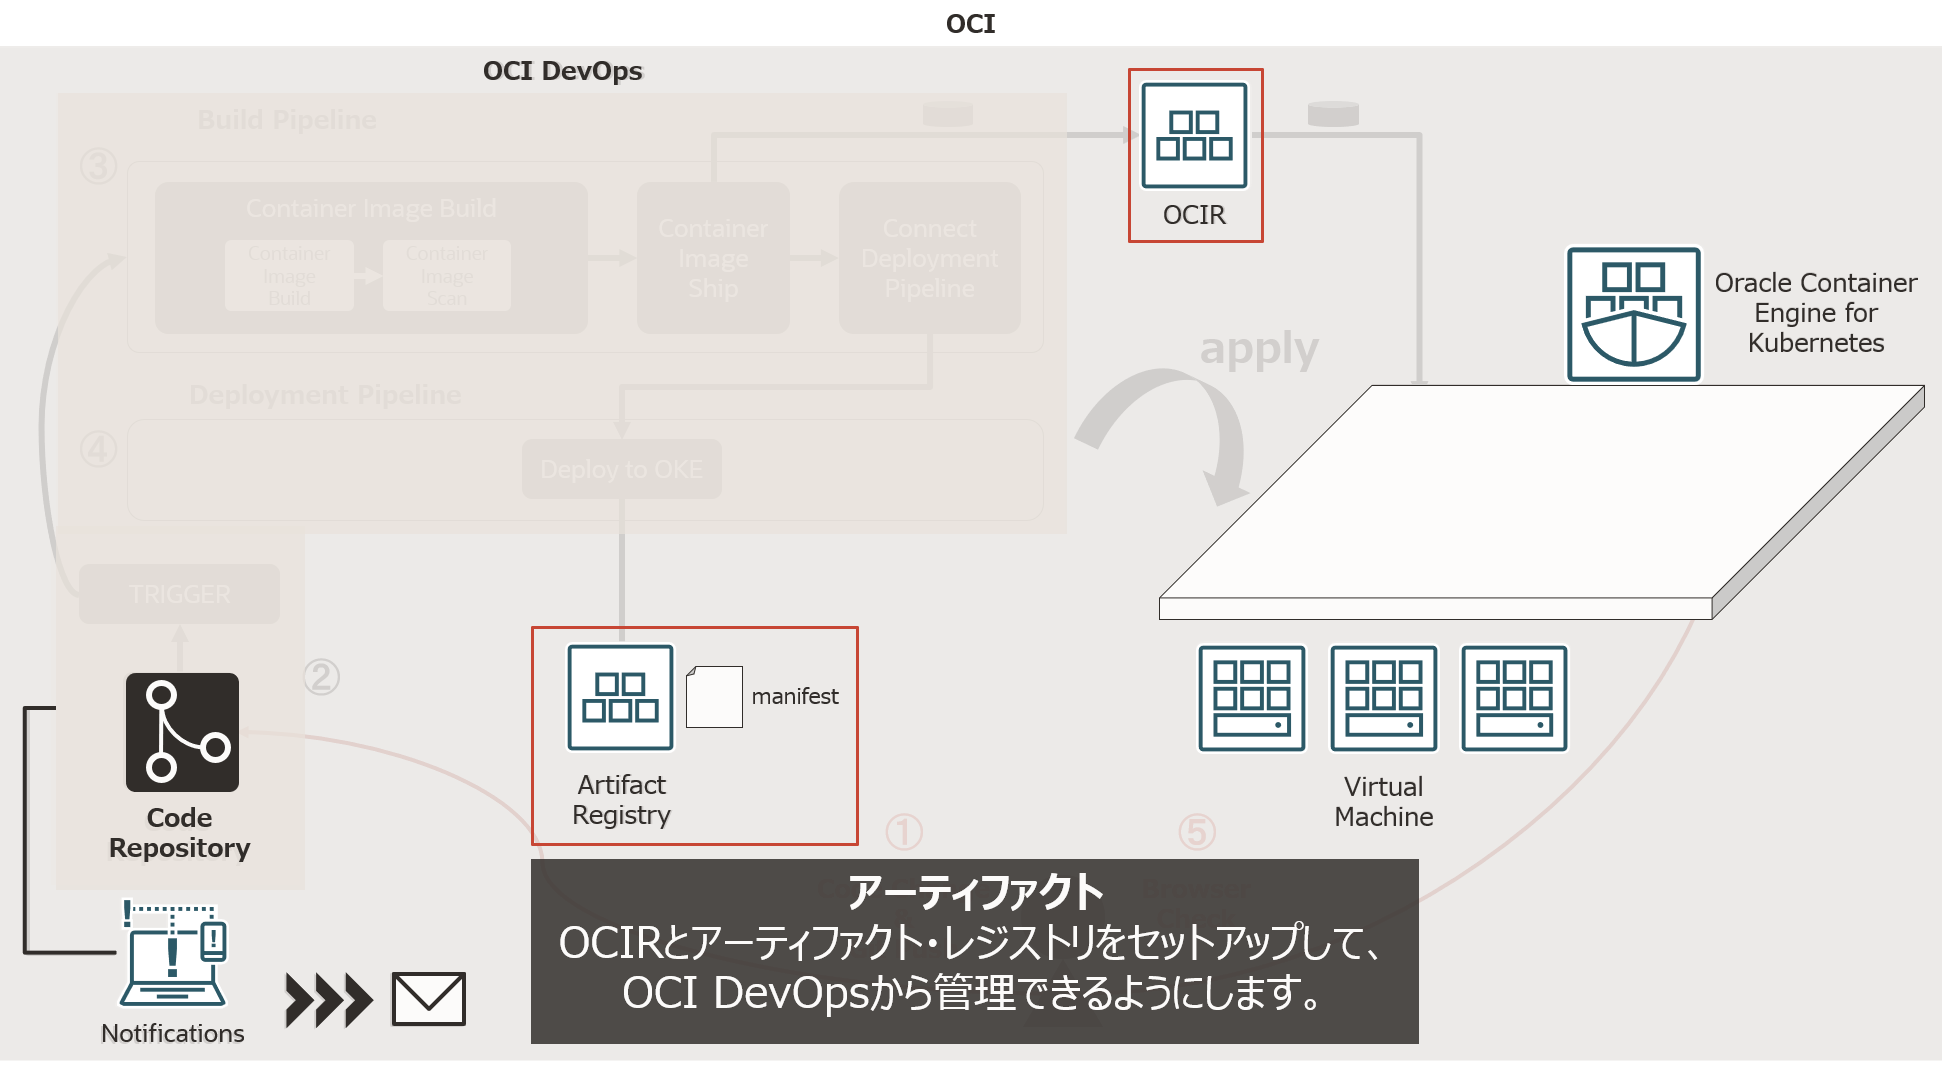 OCI
OCI DevOps
Build Pipeline
③
Container Image Build
Container
Image
Build
Container
Image
Scan
Container
Image
Ship
Connect
Deployment
Pipeline
OCIR
apply
Oracle Container
Engine for
Kubernetes
Deployment Pipeline
④
Deploy to OKE
TRIGGER
②
Code
Repository
manifest
Artifact
Registry
Virtual
Machine
①
⑤
Browser
Check
アーティファクト
OCIRとアーティファクト・レジストリをセットアップして、
OCI DevOpsから管理できるようにします。
Notifications